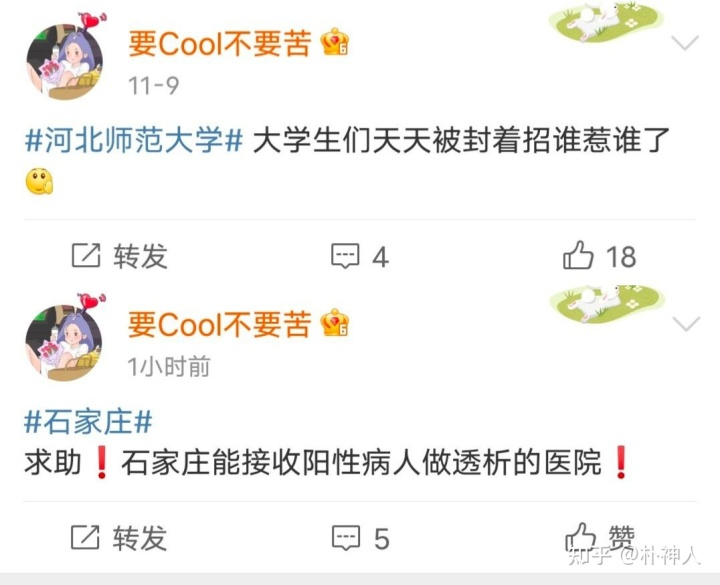 要Cool不要苦 6
11-9
#河北师范大学# 大学生们天天被封着招谁惹谁了
转发 4 18
要Cool不要苦 6
1小时前
#石家庄#
求助❗石家庄能接收阳性病人做透析的医院❗
转发 5 赞
知乎 @朴神人